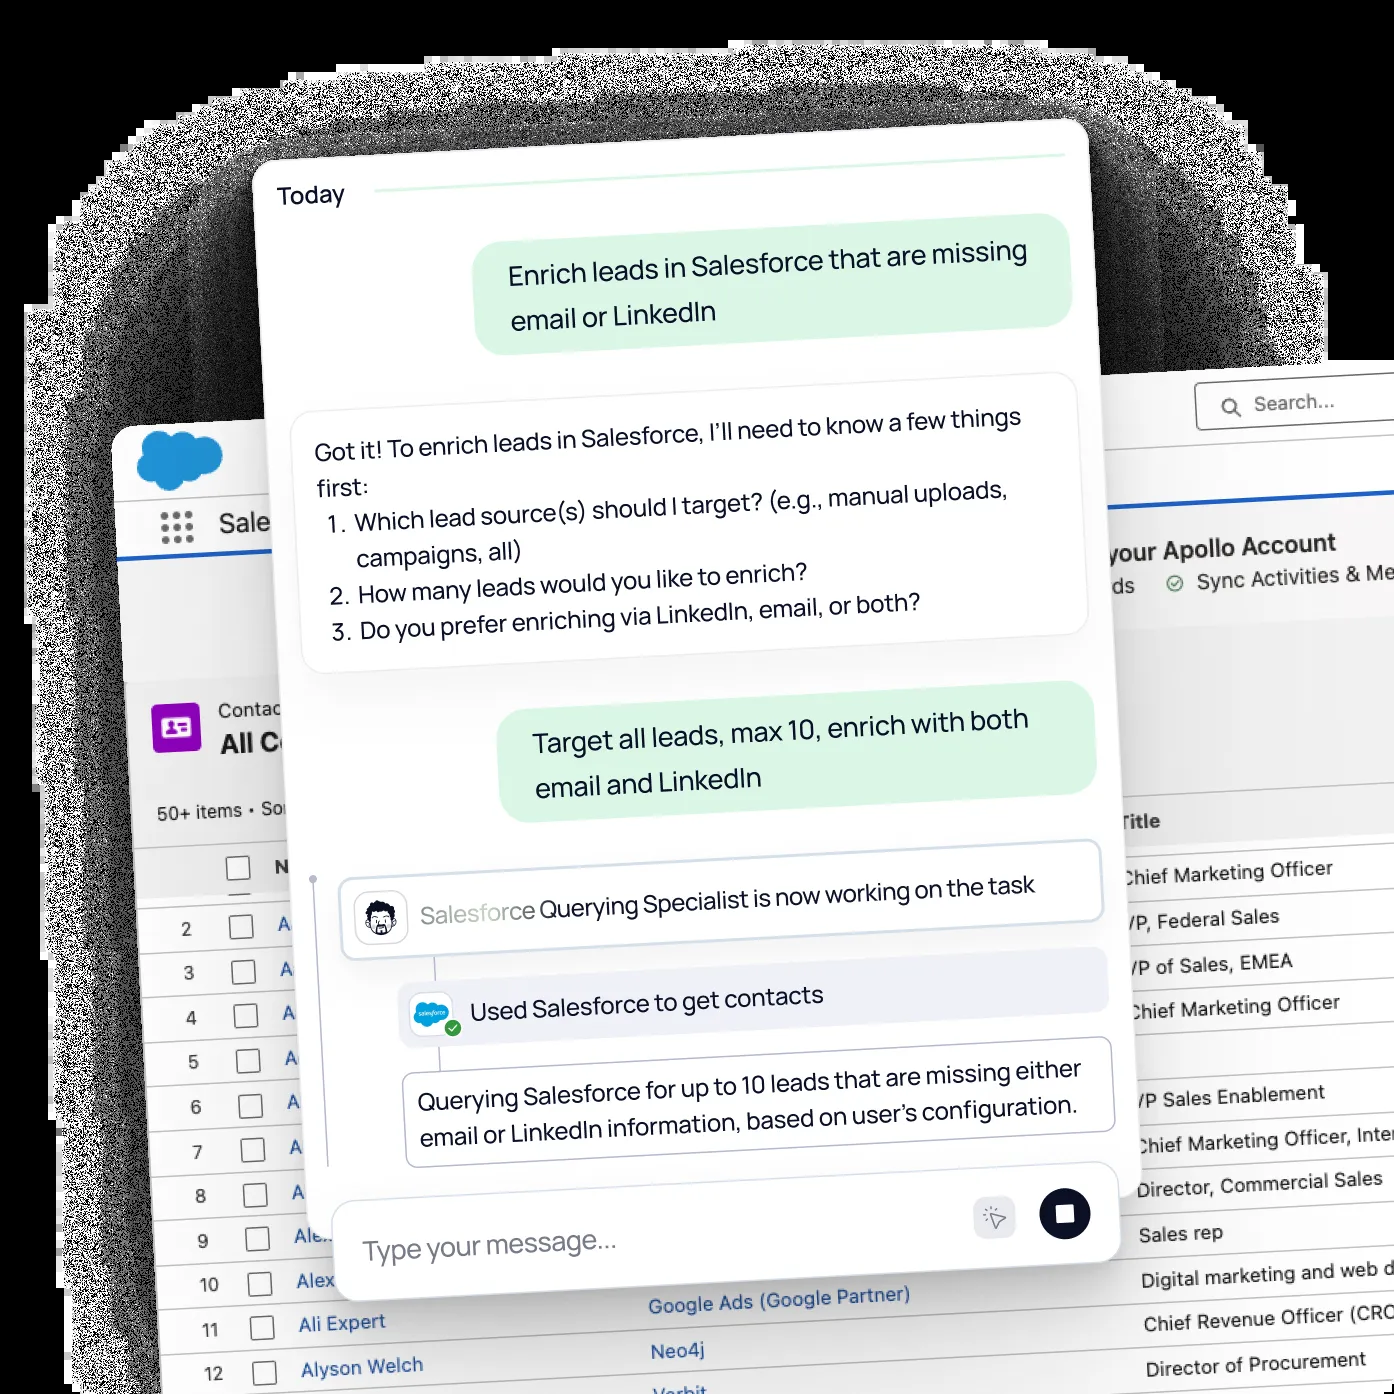 Today
Enrich leads in Salesforce that are missing
email or LinkedIn
Got it! To enrich leads in Salesforce, I'll need to know a few things
first:
1. Which lead source(s) should I target? (e.g., manual uploads,
campaigns, all)
2. How many leads would you like to enrich?
3. Do you prefer enriching via LinkedIn, email, or both?
Target all leads, max 10, enrich with both
email and LinkedIn
Salesforce Querying Specialist is now working on the task
salesforce
Used Salesforce to get contacts
Querying Salesforce for up to 10 leads that are missing either
email or LinkedIn information, based on user's configuration.
Type your message...
Search...
Sale
your Apollo Account
ds
Sync Activities & Me
Contac
All C
50+ items • So
N
Title
Chief Marketing Officer
2 A
VP, Federal Sales
3 A
VP of Sales, EMEA
4 A
Chief Marketing Officer
5 A
6 A
VP Sales Enablement
7 A
Chief Marketing Officer, Inte
8 A
Director, Commercial Sales
9 Ale
Sales rep
10 Alex
Google Ads (Google Partner)
Digital marketing and web d
11 Ali Expert
Neo4j
Chief Revenue Officer (CRO
12 Alyson Welch
Verbit
Director of Procurement